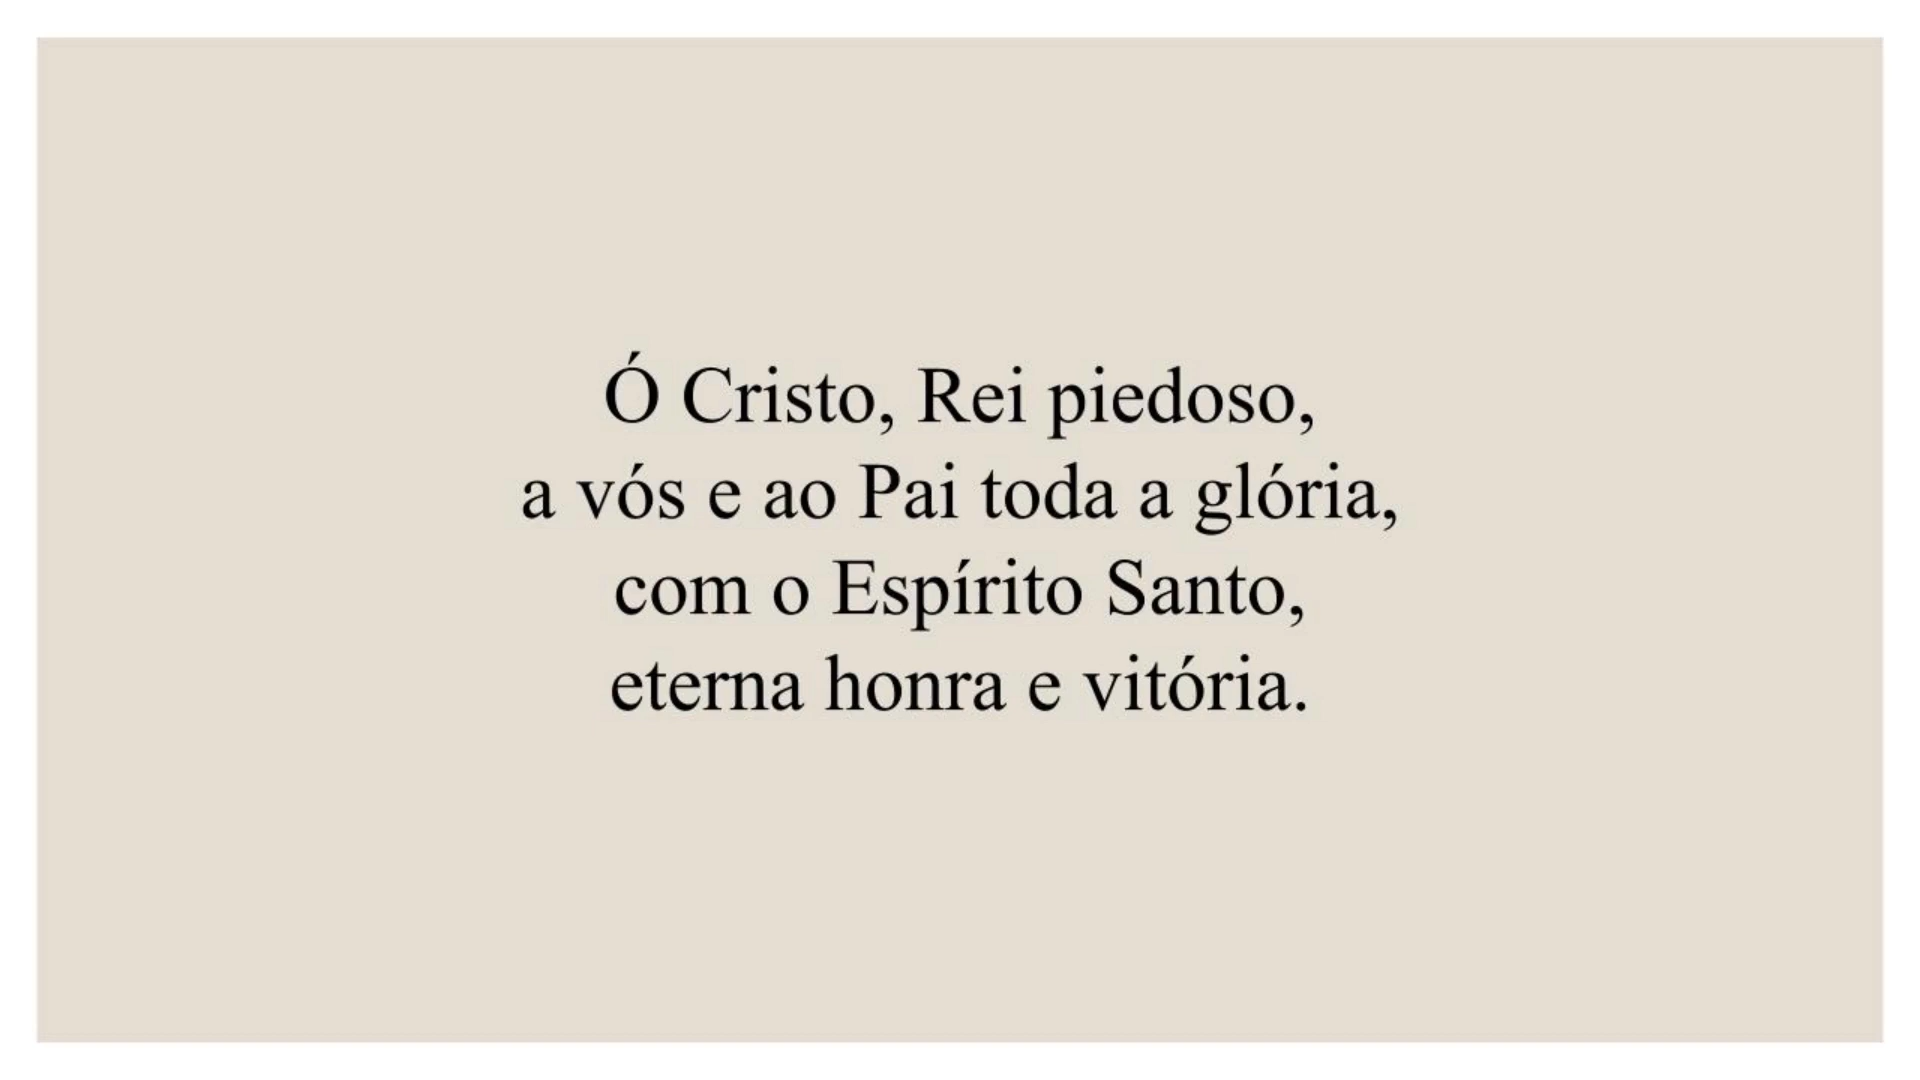 Ó Cristo, Rei piedoso,
a vós e ao Pai toda a glória,
com o Espírito Santo,
eterna honra e vitória.